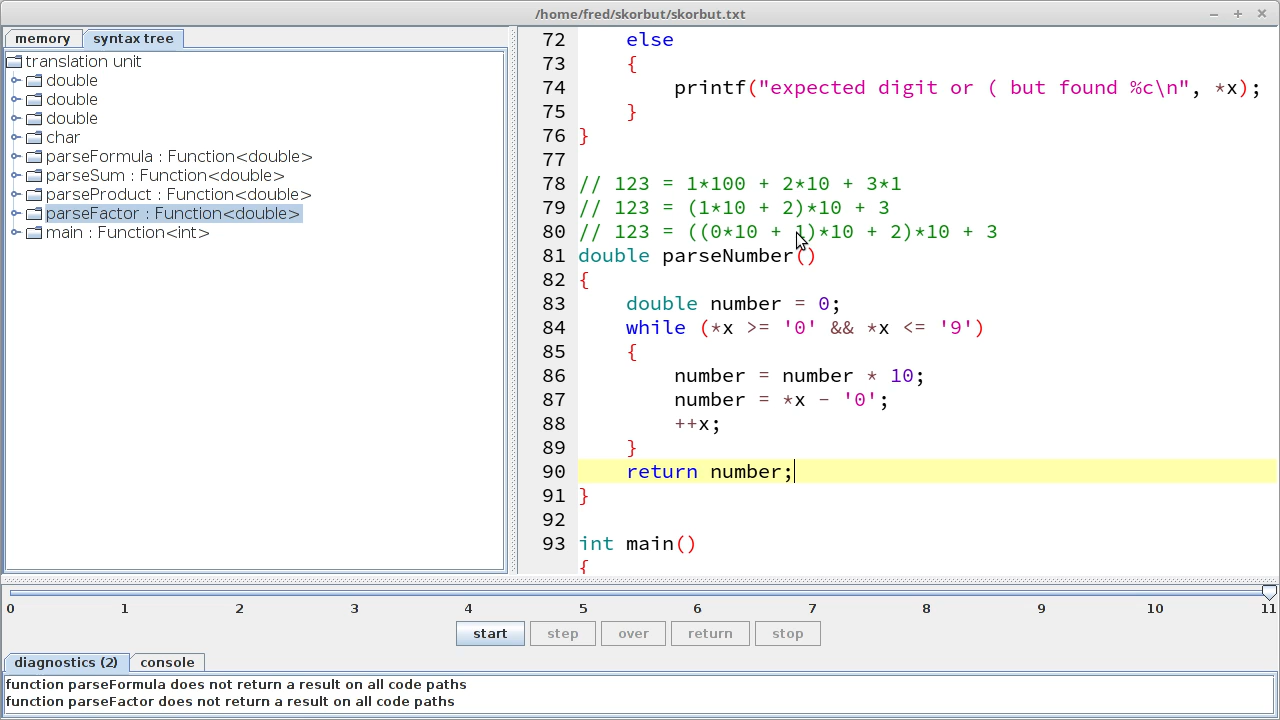 /home/fred/skorbut/skorbut.txt
memory
syntax tree
translation unit
double
double
double
char
parseFormula : Function<double>
parseSum : Function<double>
parseProduct : Function<double>
parseFactor : Function<double>
main : Function<int>
72     else
73     {
74         printf("expected digit or ( but found %c\n", *x);
75     }
76 }
77
78 // 123 = 1*100 + 2*10 + 3*1
79 // 123 = (1*10 + 2)*10 + 3
80 // 123 = ((0*10 + 1)*10 + 2)*10 + 3
81 double parseNumber()
82 {
83     double number = 0;
84     while (*x >= '0' && *x <= '9')
85     {
86         number = number * 10;
87         number = *x - '0';
88         ++x;
89     }
90     return number;
91 }
92
93 int main()
{
0 1 2 3 4 5 6 7 8 9 10 11
start step over return stop
diagnostics (2) console
function parseFormula does not return a result on all code paths
function parseFactor does not return a result on all code paths